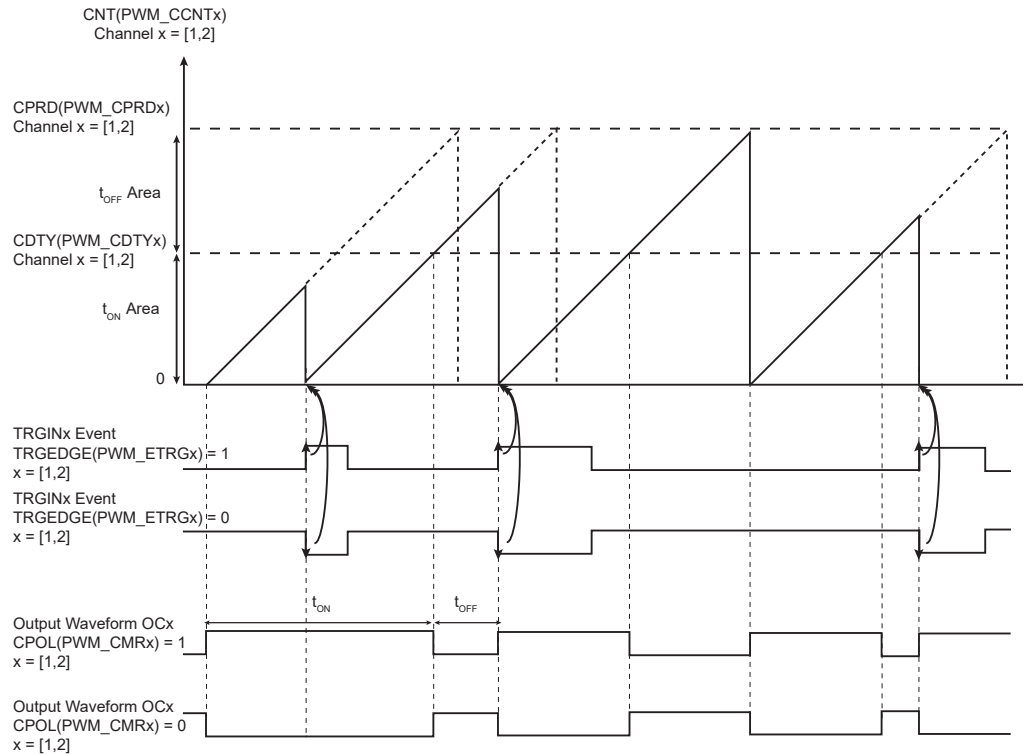 CNT(PWM_CCNTx)
Channel x = [1,2]
CPRD(PWM_CPRDx)
Channel x = [1,2]
tOFF Area
CDTY(PWM_CDTYx)
Channel x = [1,2]
tON Area
0
TRGINx Event
TRGEDGE(PWM_ETRGx) = 1
x = [1,2]
TRGINx Event
TRGEDGE(PWM_ETRGx) = 0
x = [1,2]
tON
tOFF
Output Waveform OCx
CPOL(PWM_CMRx) = 1
x = [1,2]
Output Waveform OCx
CPOL(PWM_CMRx) = 0
x = [1,2]